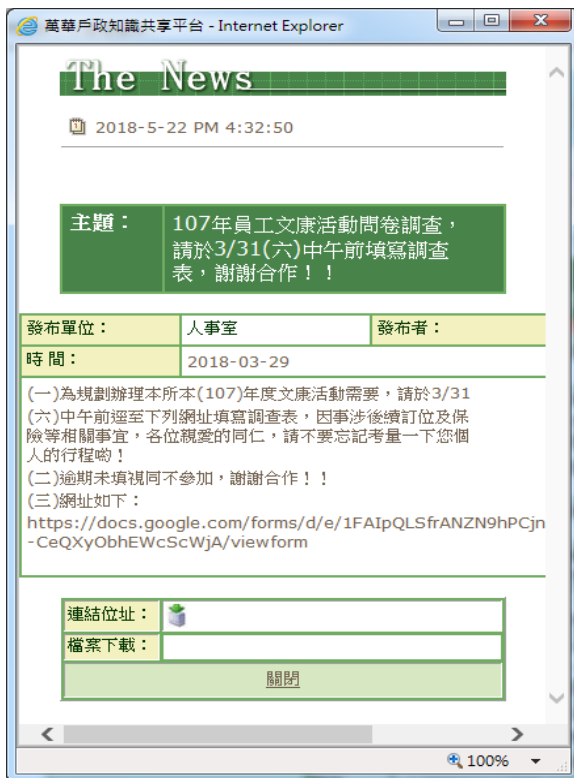 萬華戶政知識共享平台 - Internet Explorer
The News
2018-5-22 PM 4:32:50
主題：
107年員工文康活動問卷調查，
請於3/31(六)中午前填寫調查
表，謝謝合作！！
發布單位： 人事室 發布者：
時間： 2018-03-29
(一)為規劃辦理本所本(107)年度文康活動需要，請於3/31
(六)中午前逕至下列網址填寫調查表，因事涉後續訂位及保
險等相關事宜，各位親愛的同仁，請不要忘記考量一下您個
人的行程喲！
(二)逾期未填視同不參加，謝謝合作！！
(三)網址如下：
https://docs.google.com/forms/d/e/1FAIpQLSfrANZN9hPCjn
-CeQXyObhEWcScWjA/viewform
連結位址：
檔案下載：
關閉
100%